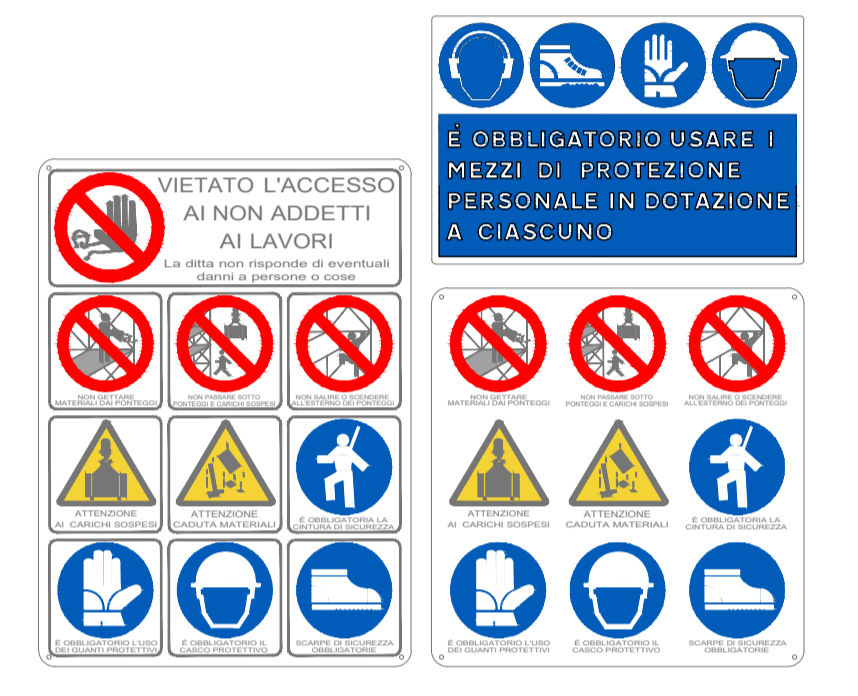 VIETATO L'ACCESSO
AI NON ADDETTI
AI LAVORI
La ditta non risponde di eventuali
danni a persone o cose
NON GETTARE
MATERIALI DAI PONTEGGI
NON PASSARE SOTTO
PONTEGGI E CARICHI SOSPESI
NON SALIRE O SCENDERE
ALL'ESTERNO DEI PONTEGGI
ATTENZIONE
AI CARICHI SOSPESI
ATTENZIONE
CADUTA MATERIALI
È OBBLIGATORIA LA
CINTURA DI SICUREZZA
È OBBLIGATORIO L'USO
DEI GUANTI PROTETTIVI
È OBBLIGATORIO IL
CASCO PROTETTIVO
SCARPE DI SICUREZZA
OBBLIGATORIE
È OBBLIGATORIO USARE I
MEZZI DI PROTEZIONE
PERSONALE IN DOTAZIONE
A CIASCUNO
NON GETTARE
MATERIALI DAI PONTEGGI
NON PASSARE SOTTO
PONTEGGI E CARICHI SOSPESI
NON SALIRE O SCENDERE
ALL'ESTERNO DEI PONTEGGI
ATTENZIONE
AI CARICHI SOSPESI
ATTENZIONE
CADUTA MATERIALI
È OBBLIGATORIA LA
CINTURA DI SICUREZZA
È OBBLIGATORIO L'USO
DEI GUANTI PROTETTIVI
È OBBLIGATORIO IL
CASCO PROTETTIVO
SCARPE DI SICUREZZA
OBBLIGATORIE